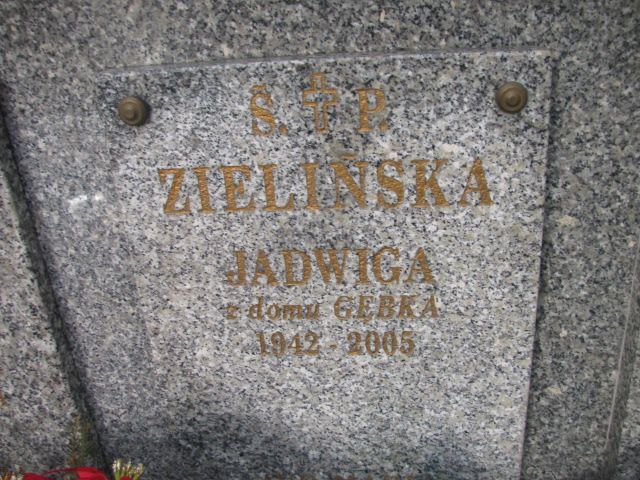 Ś. P.
ZIELIŃSKA
JADWIGA
z domu GĘBKA
1942 - 2005